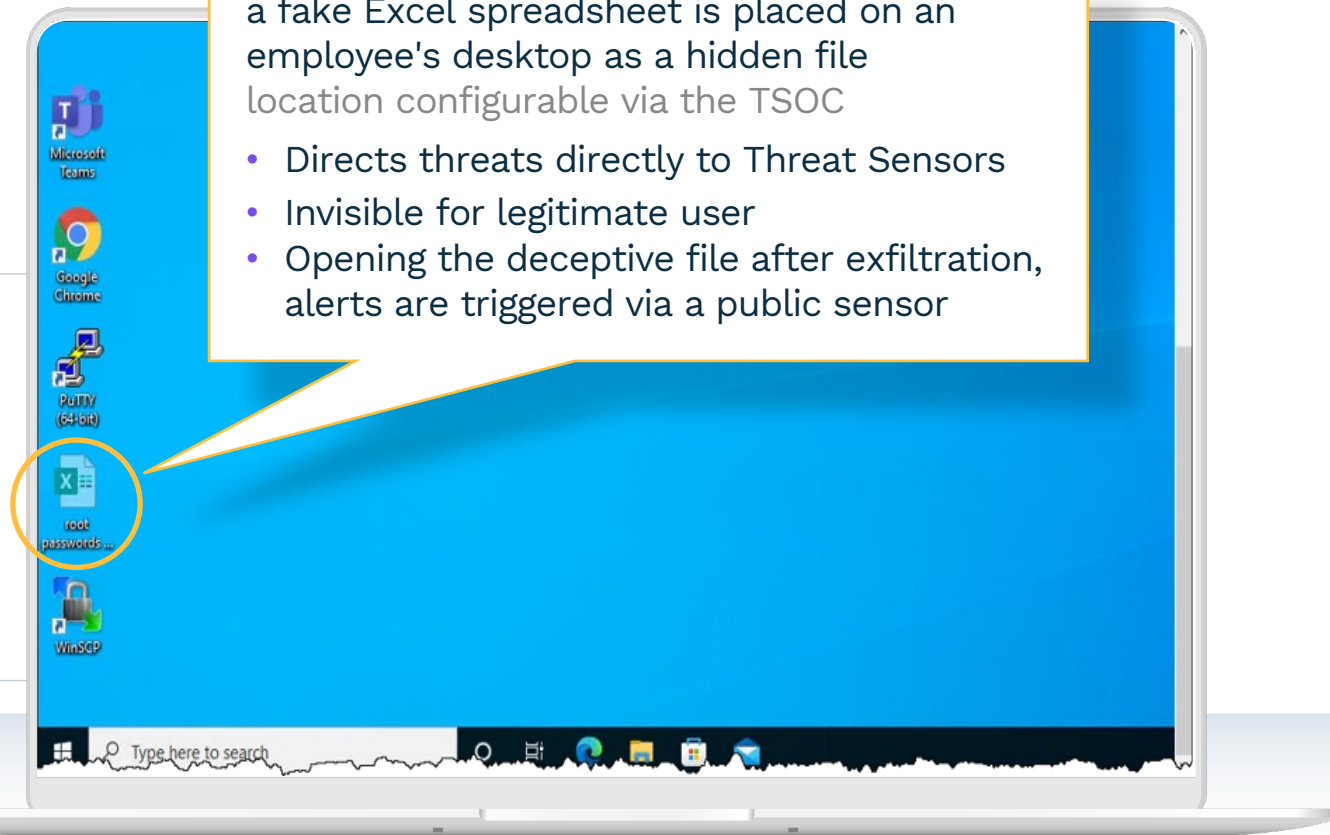 a fake Excel spreadsheet is placed on an
employee's desktop as a hidden file
location configurable via the TSOC
• Directs threats directly to Threat Sensors
• Invisible for legitimate user
• Opening the deceptive file after exfiltration,
alerts are triggered via a public sensor
Microsoft
Teams
Google
Chrome
PuTTY
(64-bit)
root
passwords ...
WinSCP
Type here to search